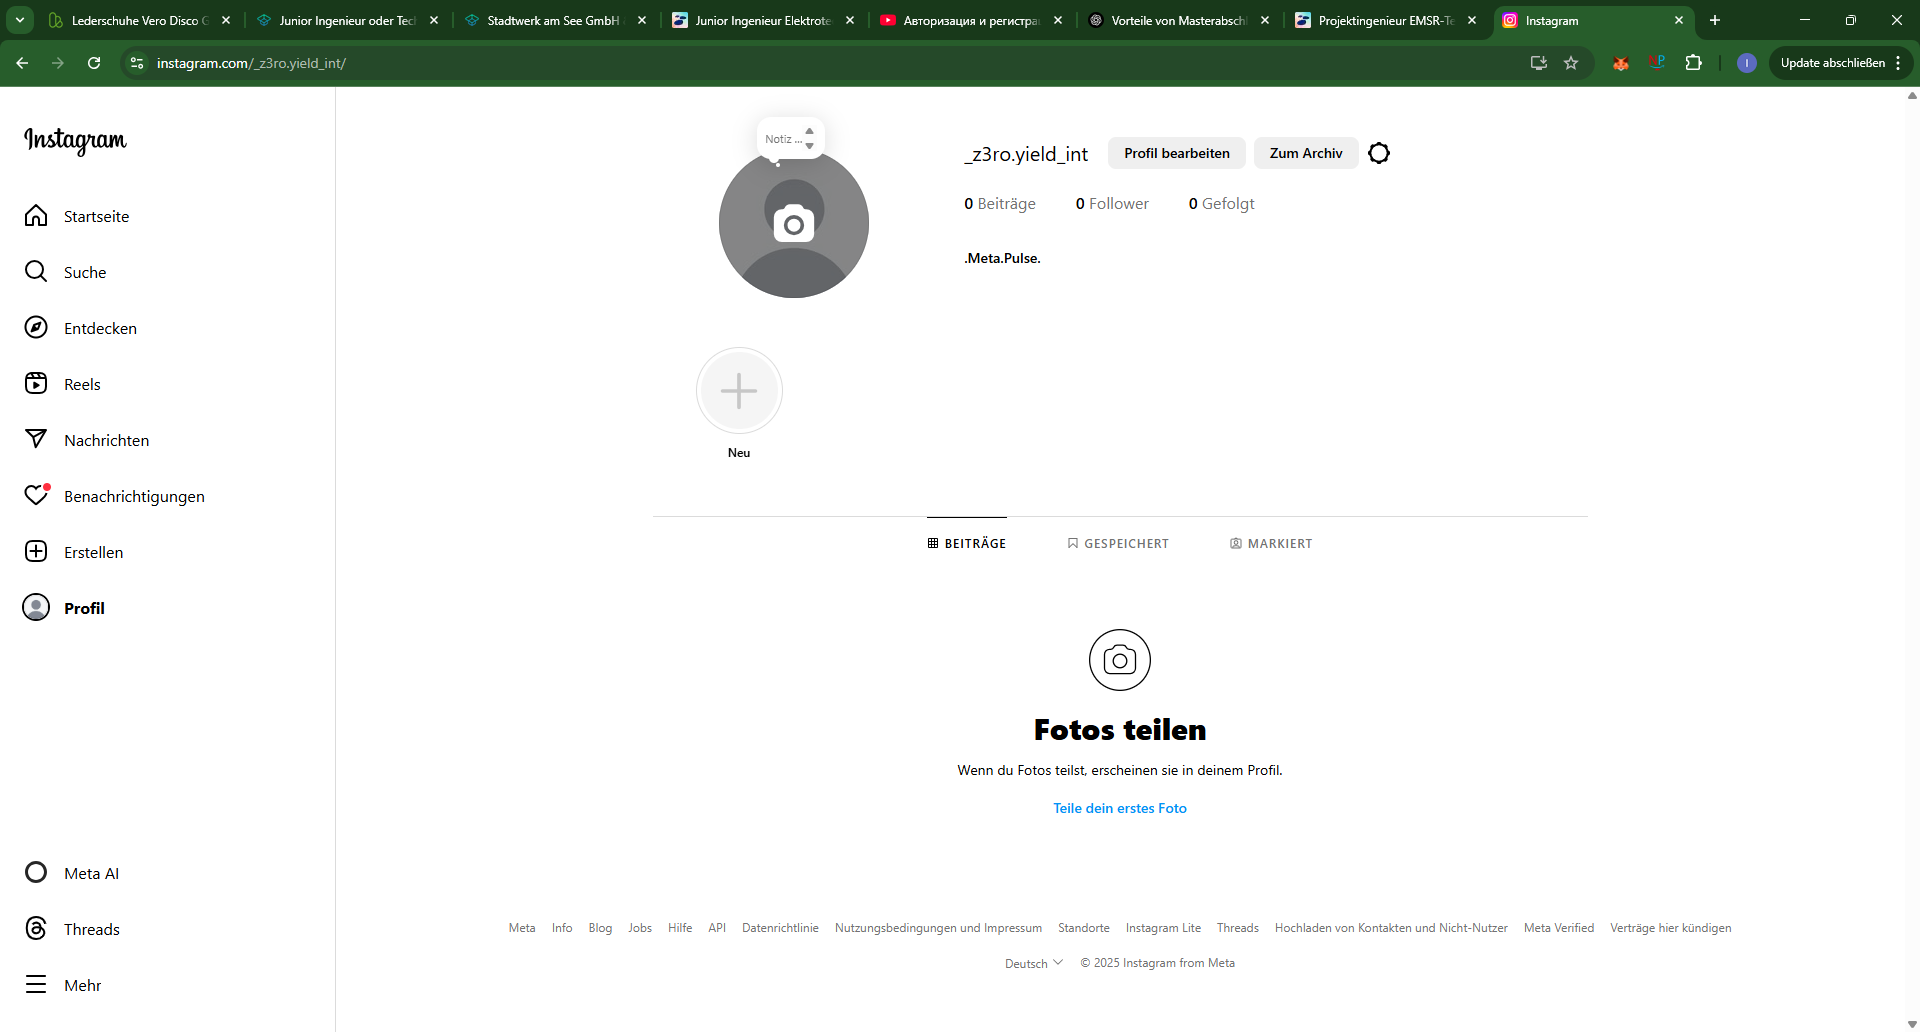 Lederschuhe Vero Disco G
Junior Ingenieur oder Tec
Stadtwerk am See GmbH
Junior Ingenieur Elektrote
Авторизация и регистра
Vorteile von Masterabschl
Projektingenieur EMSR-Te
Instagram
instagram.com/_z3ro.yield_int/
I
Update abschließen
Instagram
Startseite
Suche
Entdecken
Reels
Nachrichten
Benachrichtigungen
Erstellen
Profil
Meta AI
Threads
Mehr
Notiz ...
_z3ro.yield_int
Profil bearbeiten
Zum Archiv
0 Beiträge 0 Follower 0 Gefolgt
.Meta.Pulse.
Neu
BEITRÄGE GESPEICHERT MARKIERT
Fotos teilen
Wenn du Fotos teilst, erscheinen sie in deinem Profil.
Teile dein erstes Foto
Meta Info Blog Jobs Hilfe API Datenrichtlinie Nutzungsbedingungen und Impressum Standorte Instagram Lite Threads Hochladen von Kontakten und Nicht-Nutzer Meta Verified Verträge hier kündigen
Deutsch © 2025 Instagram from Meta